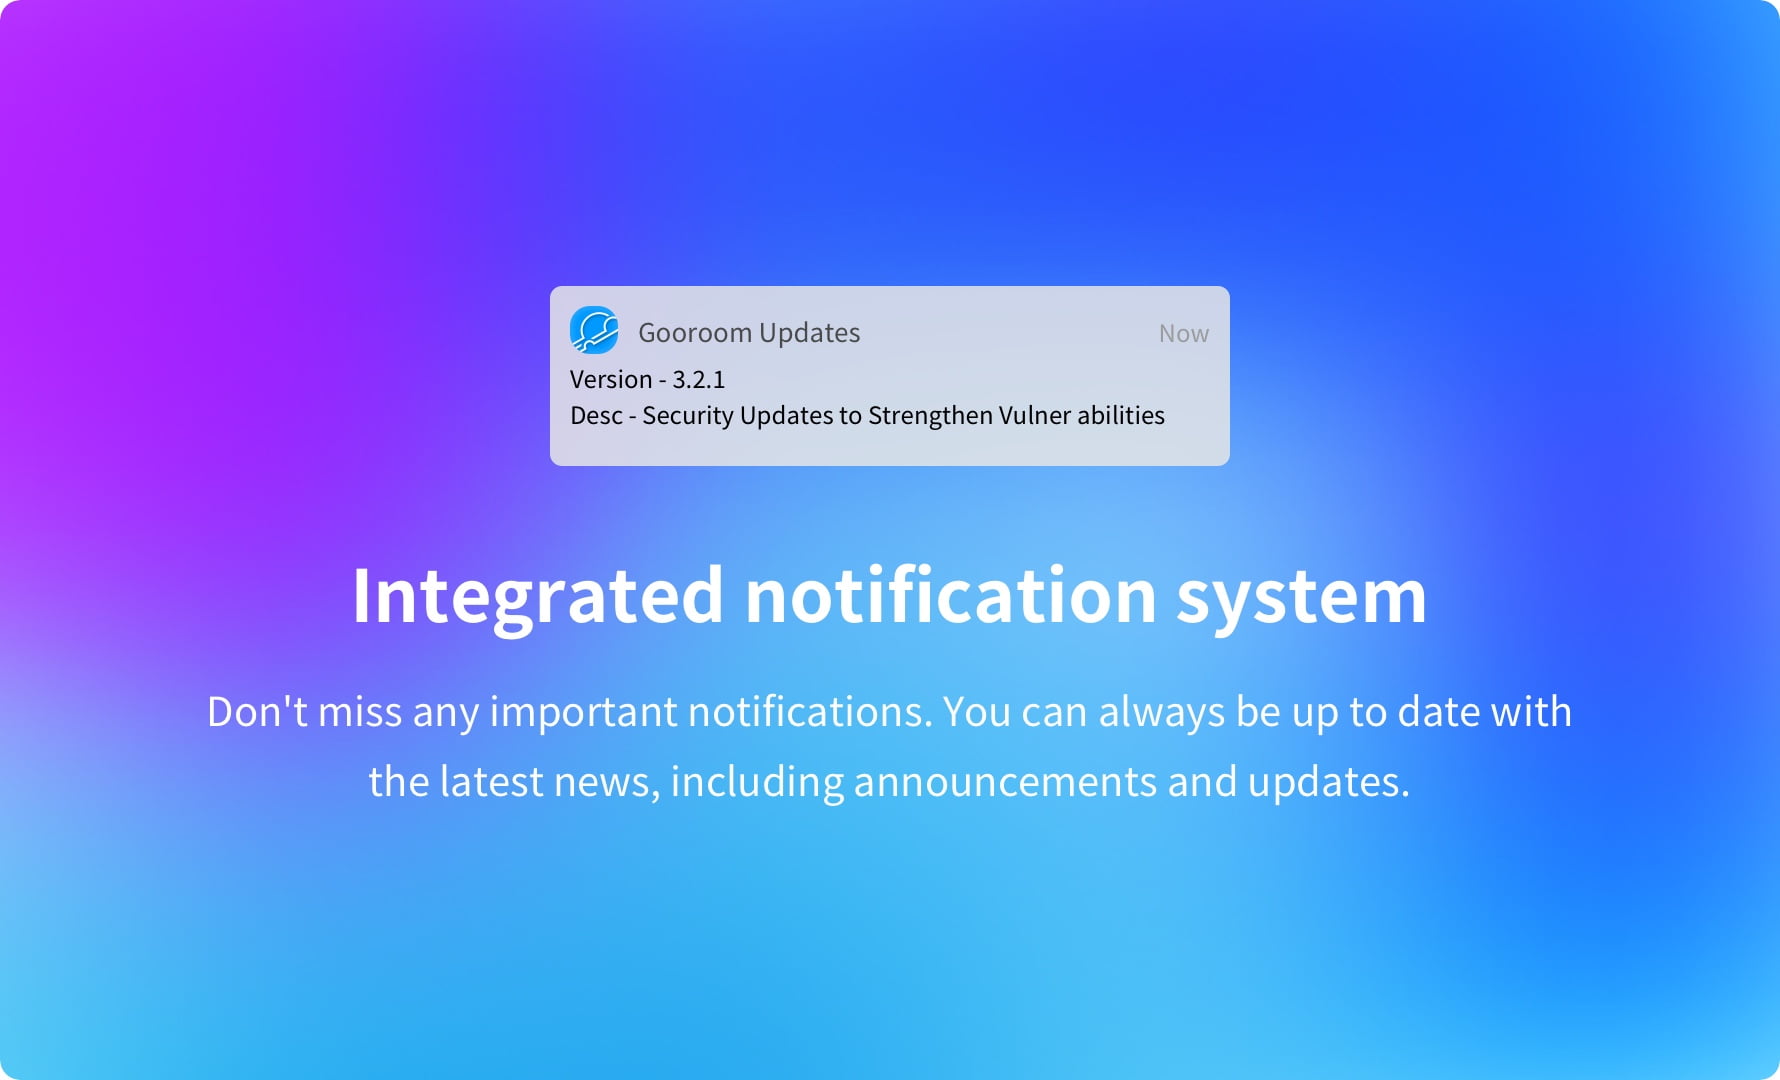 Gooroom Updates
Now
Version - 3.2.1
Desc - Security Updates to Strengthen Vulner abilities
Integrated notification system
Don't miss any important notifications. You can always be up to date with
the latest news, including announcements and updates.